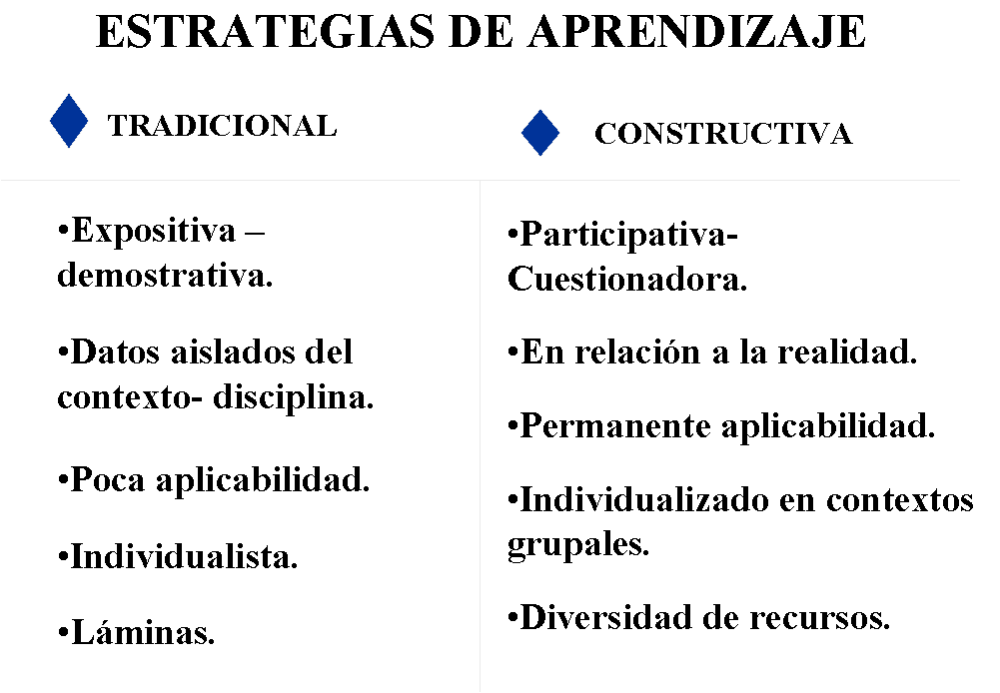 ESTRATEGIAS DE APRENDIZAJE
TRADICIONAL
•Expositiva –
demostrativa.
•Datos aislados del
contexto- disciplina.
•Poca aplicabilidad.
•Individualista.
•Láminas.
CONSTRUCTIVA
•Participativa-
Cuestionadora.
•En relación a la realidad.
•Permanente aplicabilidad.
•Individualizado en contextos
grupales.
•Diversidad de recursos.